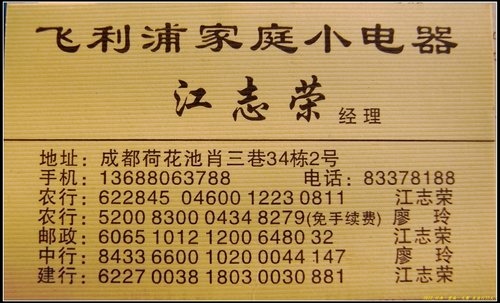 飞利浦家庭小电器
江志荣 经理
地址：成都荷花池肖三巷34栋2号
手机：13688063788 电话：83378188
农行：622845 04600 1223 0811 江志荣
农行：5200 8300 0434 8279(免手续费) 廖 玲
邮政：6065 1012 1200 6480 32 江志荣
中行：8433 6600 1020 0044 147 廖 玲
建行：6227 0038 1803 0030 881 江志荣